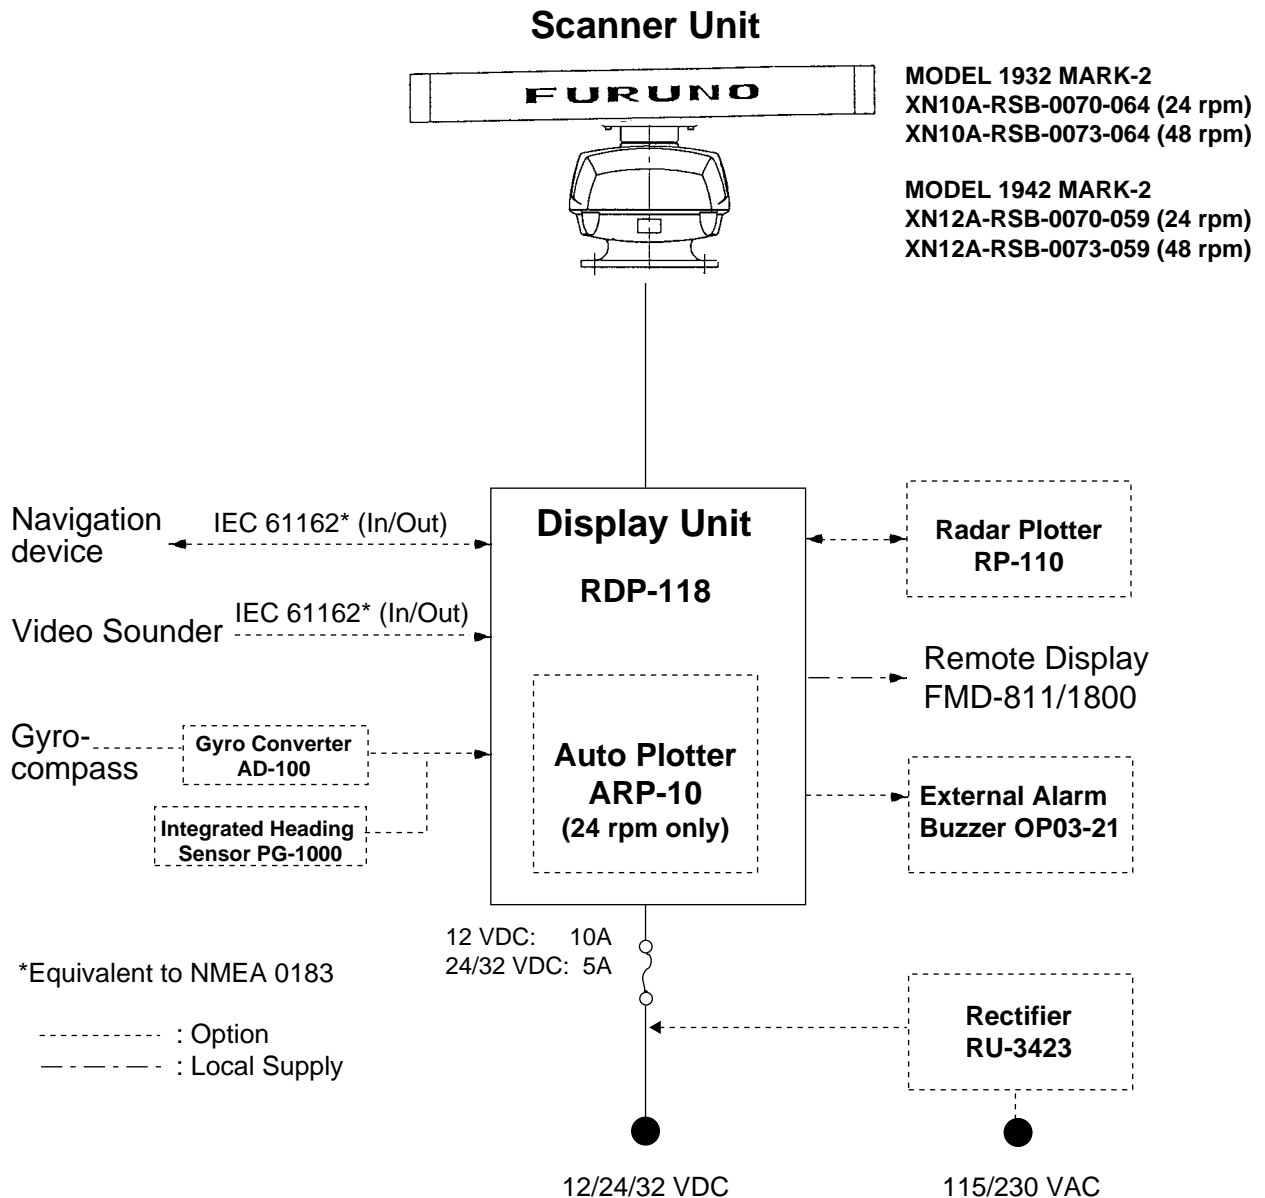 Scanner Unit
FURUNO
MODEL 1932 MARK-2
XN10A-RSB-0070-064 (24 rpm)
XN10A-RSB-0073-064 (48 rpm)
MODEL 1942 MARK-2
XN12A-RSB-0070-059 (24 rpm)
XN12A-RSB-0073-059 (48 rpm)
Navigation
device
IEC 61162* (In/Out)
Display Unit
RDP-118
Radar Plotter
RP-110
Video Sounder
IEC 61162* (In/Out)
Remote Display
FMD-811/1800
Gyro-
compass
Gyro Converter
AD-100
Integrated Heading
Sensor PG-1000
Auto Plotter
ARP-10
(24 rpm only)
External Alarm
Buzzer OP03-21
12 VDC: 10A
24/32 VDC: 5A
*Equivalent to NMEA 0183
: Option
: Local Supply
Rectifier
RU-3423
12/24/32 VDC
115/230 VAC